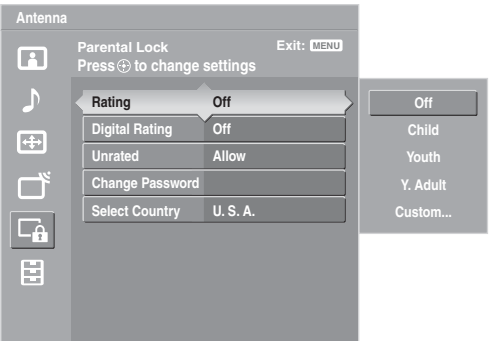 Antenna
Parental Lock Exit: MENU
Press to change settings
Rating Off
Digital Rating Off
Unrated Allow
Change Password
Select Country U. S. A.
Off
Child
Youth
Y. Adult
Custom...